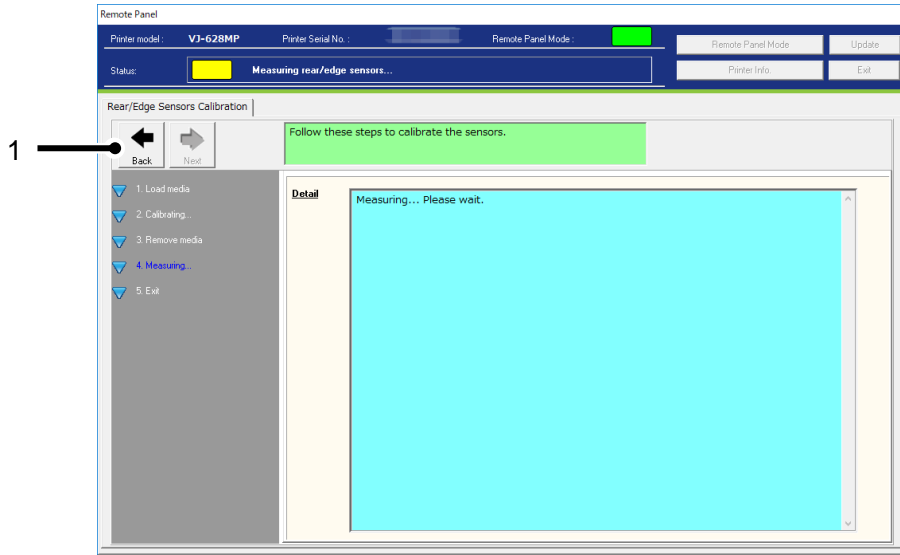 Remote Panel
Printer model : VJ-628MP Printer Serial No. : Remote Panel Mode :
Remote Panel Mode Update
Status: Measuring rear/edge sensors...
Printer Info. Exit
Rear/Edge Sensors Calibration
1
Back Next
Follow these steps to calibrate the sensors.
1. Load media
2. Calibrating...
3. Remove media
4. Measuring...
5. Exit
Detail
Measuring... Please wait.